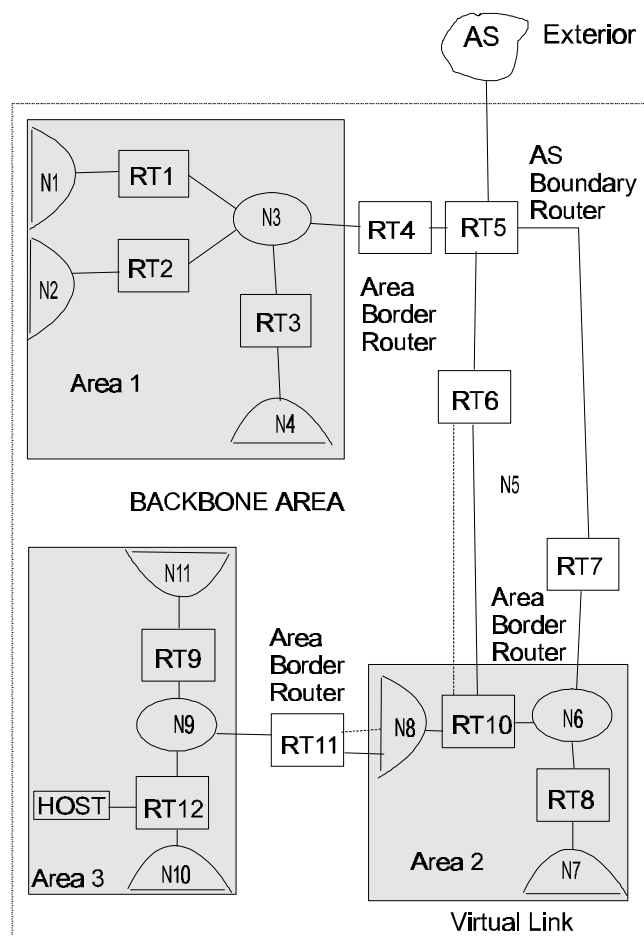 AS
Exterior
N1
RT1
N3
RT4
RT5
AS
Boundary
Router
N2
RT2
RT3
Area
Border
Router
Area 1
N4
RT6
BACKBONE AREA
N5
N11
RT7
RT9
Area
Border
Router
Area
Border
Router
N9
RT11
N8
RT10
N6
HOST
RT12
RT8
Area 3
N10
Area 2
N7
Virtual Link